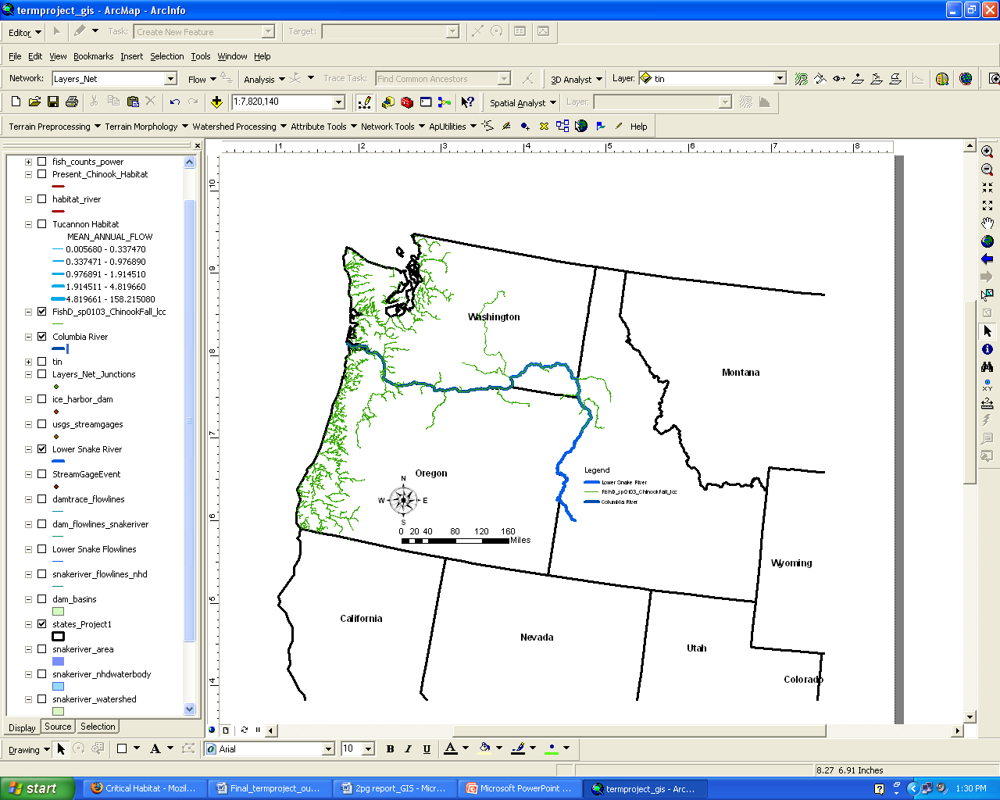 termproject_gis - ArcMap - ArcInfo
Editor Task: Create New Feature Target:
File Edit View Bookmarks Insert Selection Tools Window Help
Network: Layers_Net Flow Analysis Trace Task: Find Common Ancestors 3D Analyst Layer: tin
1:7,820,140 Spatial Analyst Layer:
Terrain Preprocessing Terrain Morphology Watershed Processing Attribute Tools Network Tools ApUtilities Help
fish_counts_power
Present_Chinook_Habitat
habitat_river
Tucannon Habitat
MEAN_ANNUAL_FLOW
0.005680 - 0.337470
0.337471 - 0.976890
0.976891 - 1.914510
1.914511 - 4.819660
4.819661 - 158.215080
FishD_sp0103_ChinookFall_lcc
Columbia River
tin
Layers_Net_Junctions
ice_harbor_dam
usgs_streamgages
Lower Snake River
StreamGageEvent
damtrace_flowlines
dam_flowlines_snakeriver
Lower Snake Flowlines
snakeriver_flowlines_nhd
dam_basins
states_Project1
snakeriver_area
snakeriver_nhdwaterbody
snakeriver_watershed
Display Source Selection
1 2 3 4 5 6 7 8
10
9
8
7
6
5
4
Washington
Montana
Oregon
N
W E
S
0 20 40 80 120 160
Miles
Legend
Lower Snake River
FishD_sp0103_ChinookFall_lcc
Columbia River
Wyoming
California
Nevada
Utah
Colorado
XY
Drawing A Arial 10 B I U A
8.27 6.91 Inches
start Critical Habitat - Mozil... Final_termproject_ou... 2pg report_GIS - Micr... Microsoft PowerPoint ... termproject_gis - Arc... 1:30 PM